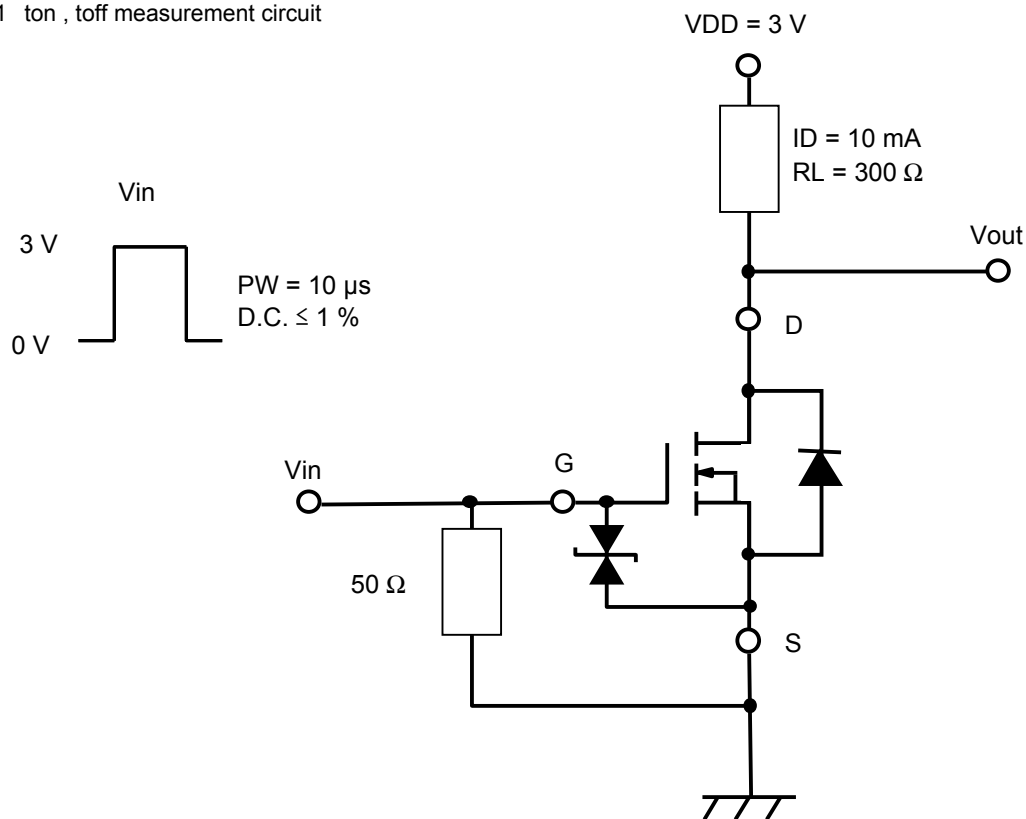 1 ton , toff measurement circuit
VDD = 3 V
ID = 10 mA
RL = 300 Ω
Vin
3 V
0 V
PW = 10 µs
D.C. ≤ 1 %
Vout
D
Vin
G
50 Ω
S